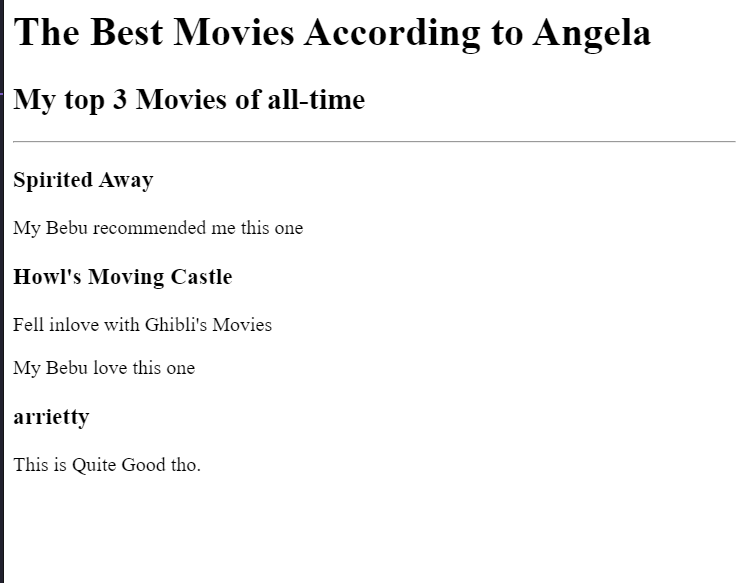 The Best Movies According to Angela
My top 3 Movies of all-time
Spirited Away
My Bebu recommended me this one
Howl's Moving Castle
Fell inlove with Ghibli's Movies
My Bebu love this one
arrietty
This is Quite Good tho.